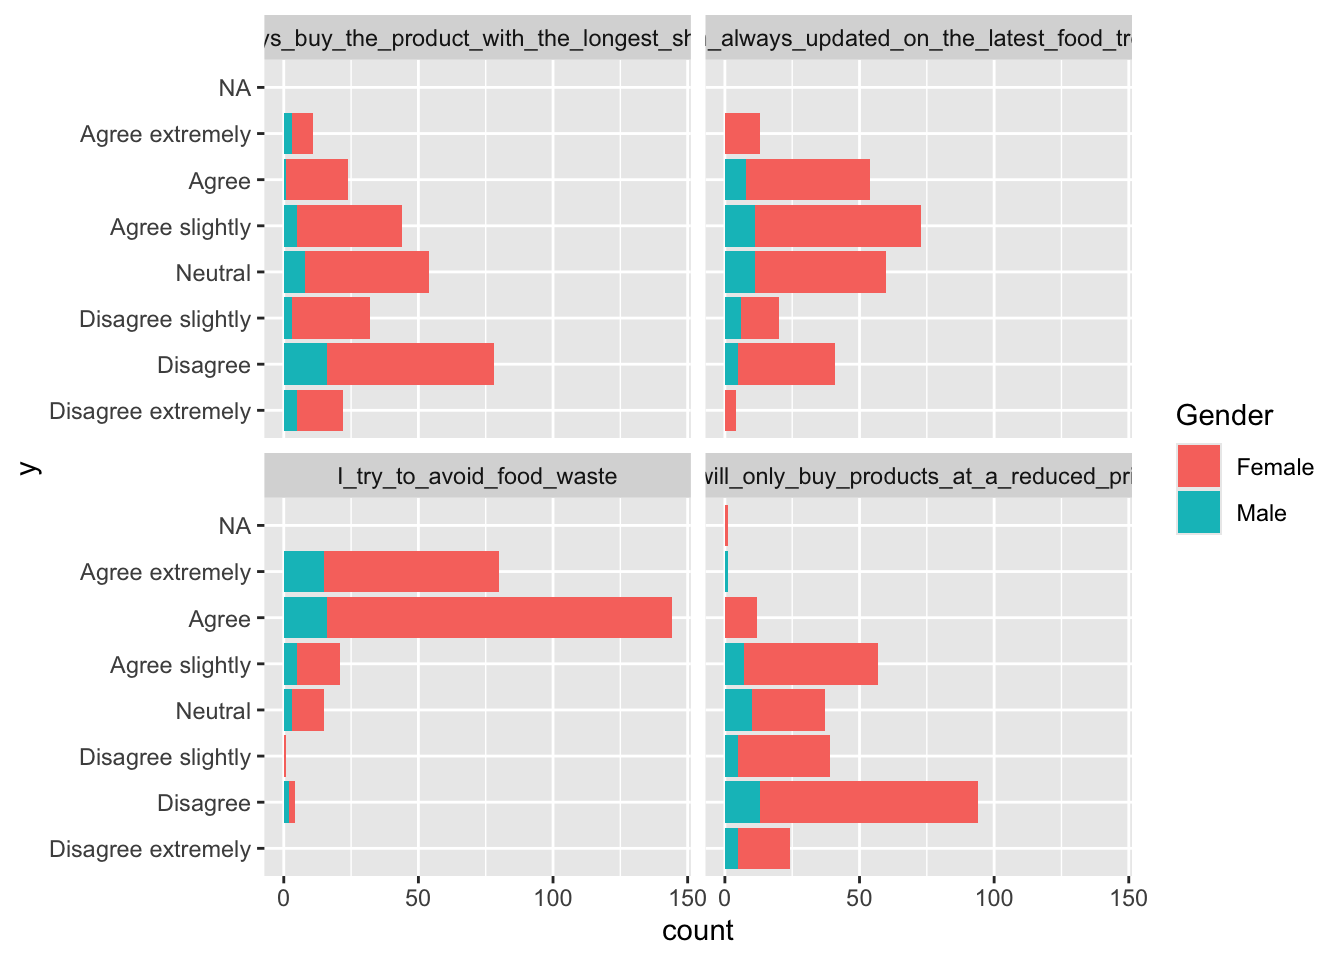 ys_buy_the_product_with_the_longest_sh
_always_updated_on_the_latest_food_tre
NA
Agree extremely
Agree
Agree slightly
Neutral
Disagree slightly
Disagree
Disagree extremely
I_try_to_avoid_food_waste
will_only_buy_products_at_a_reduced_pri
NA
Agree extremely
Agree
Agree slightly
Neutral
Disagree slightly
Disagree
Disagree extremely
0 50 100 150 0 50 100 150
count
y
Gender
Female
Male